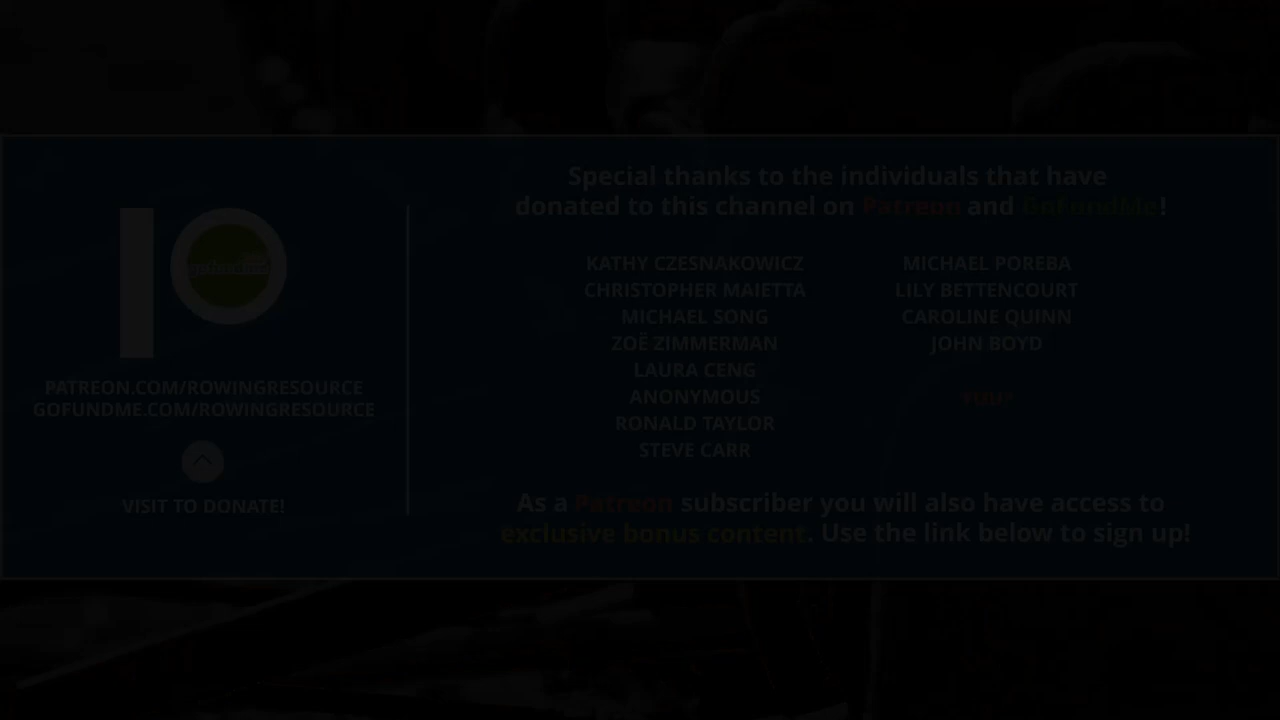 Special thanks to the individuals that have
donated to this channel on Patreon and GoFundMe!
KATHY CZESNAKOWICZ
CHRISTOPHER MAIETTA
MICHAEL SONG
ZOË ZIMMERMAN
LAURA CENG
ANONYMOUS
RONALD TAYLOR
STEVE CARR
MICHAEL POREBA
LILY BETTENCOURT
CAROLINE QUINN
JOHN BOYD
YOU?
gofundme
PATREON.COM/ROWINGRESOURCE
GOFUNDME.COM/ROWINGRESOURCE
VISIT TO DONATE!
As a Patreon subscriber you will also have access to
exclusive bonus content. Use the link below to sign up!